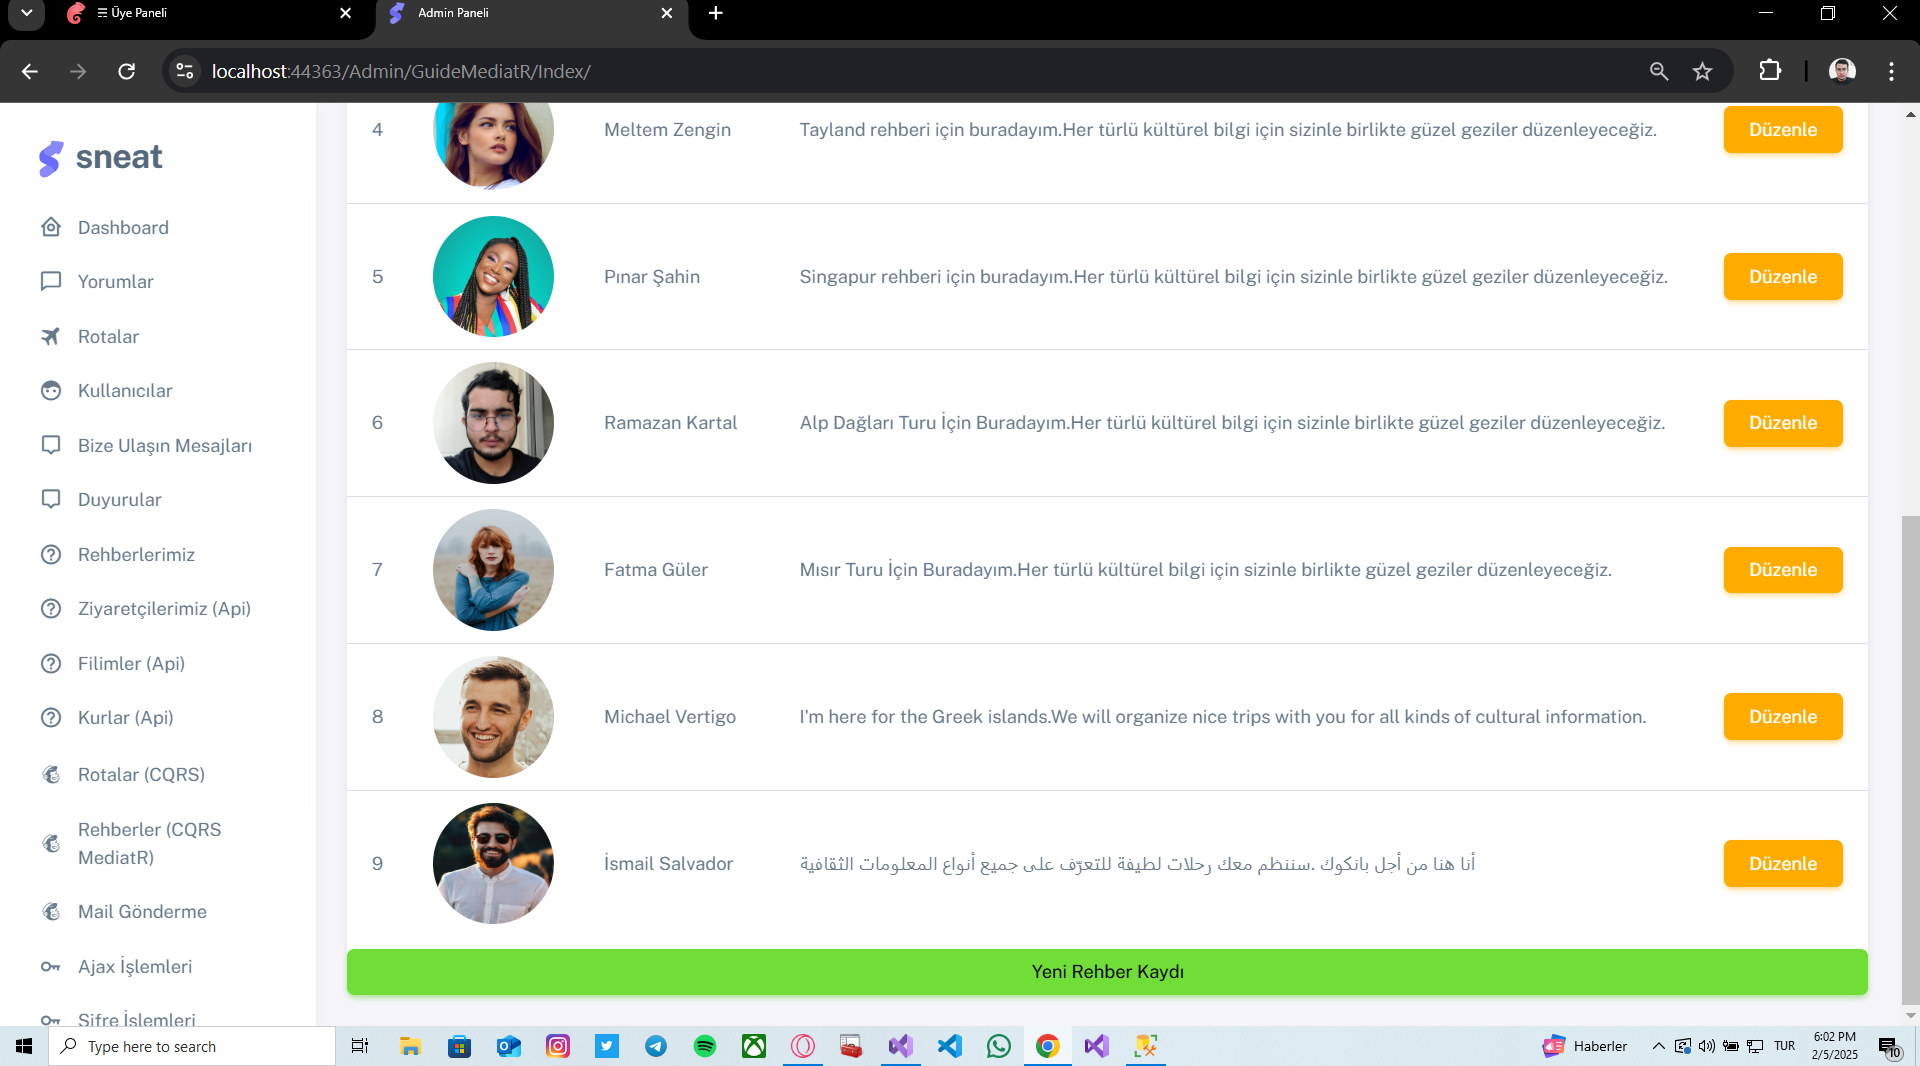 Üye Paneli
Admin Paneli
localhost:44363/Admin/GuideMediatR/Index/
sneat
Dashboard
Yorumlar
Rotalar
Kullanıcılar
Bize Ulaşın Mesajları
Duyurular
Rehberlerimiz
Ziyaretçilerimiz (Api)
Filimler (Api)
Kurlar (Api)
Rotalar (CQRS)
Rehberler (CQRS
MediatR)
Mail Gönderme
Ajax İşlemleri
Sifre İslemleri
4 Meltem Zengin Tayland rehberi için buradayım.Her türlü kültürel bilgi için sizinle birlikte güzel geziler düzenleyeceğiz. Düzenle
5 Pınar Şahin Singapur rehberi için buradayım.Her türlü kültürel bilgi için sizinle birlikte güzel geziler düzenleyeceğiz. Düzenle
6 Ramazan Kartal Alp Dağları Turu İçin Buradayım.Her türlü kültürel bilgi için sizinle birlikte güzel geziler düzenleyeceğiz. Düzenle
7 Fatma Güler Mısır Turu İçin Buradayım.Her türlü kültürel bilgi için sizinle birlikte güzel geziler düzenleyeceğiz. Düzenle
8 Michael Vertigo I'm here for the Greek islands.We will organize nice trips with you for all kinds of cultural information. Düzenle
9 İsmail Salvador أنا هنا من أجل بانكوك .سننظم معك رحلات لطيفة للتعرّف على جميع أنواع المعلومات الثقافية Düzenle
Yeni Rehber Kaydı
Type here to search
Haberler
TUR
6:02 PM
2/5/2025
10